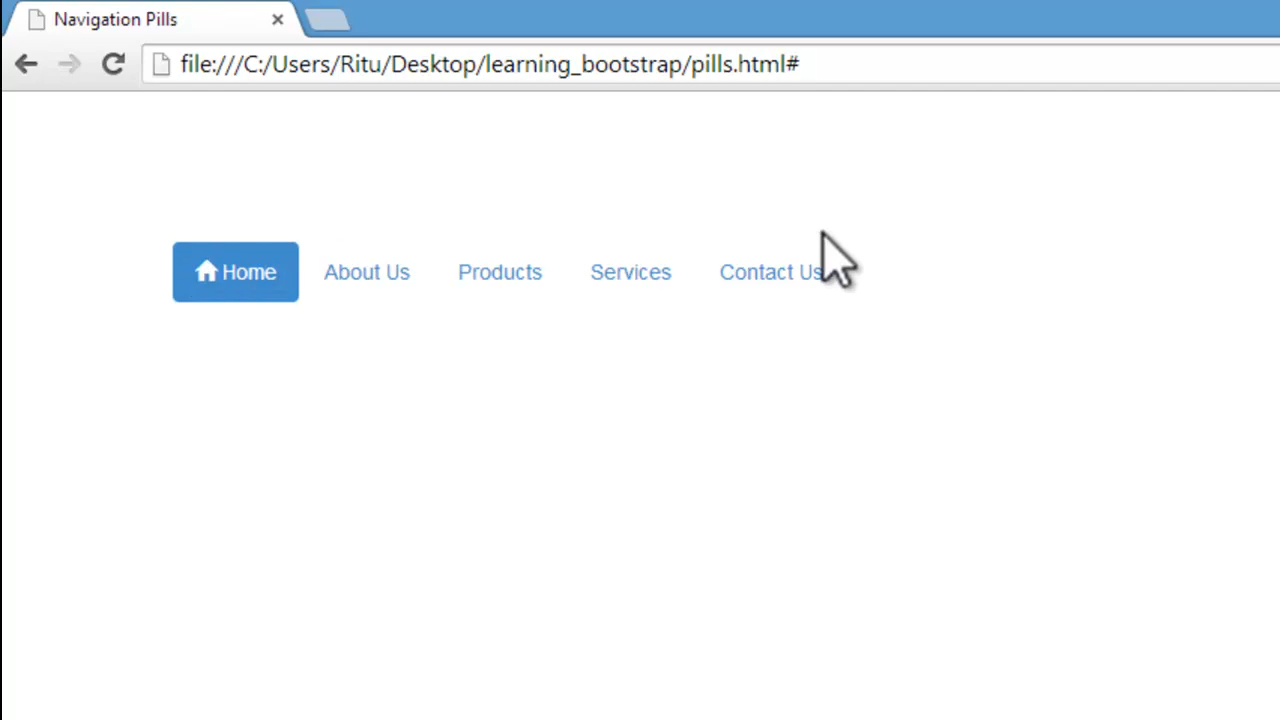 Navigation Pills
file:///C:/Users/Ritu/Desktop/learning_bootstrap/pills.html#
Home About Us Products Services Contact Us